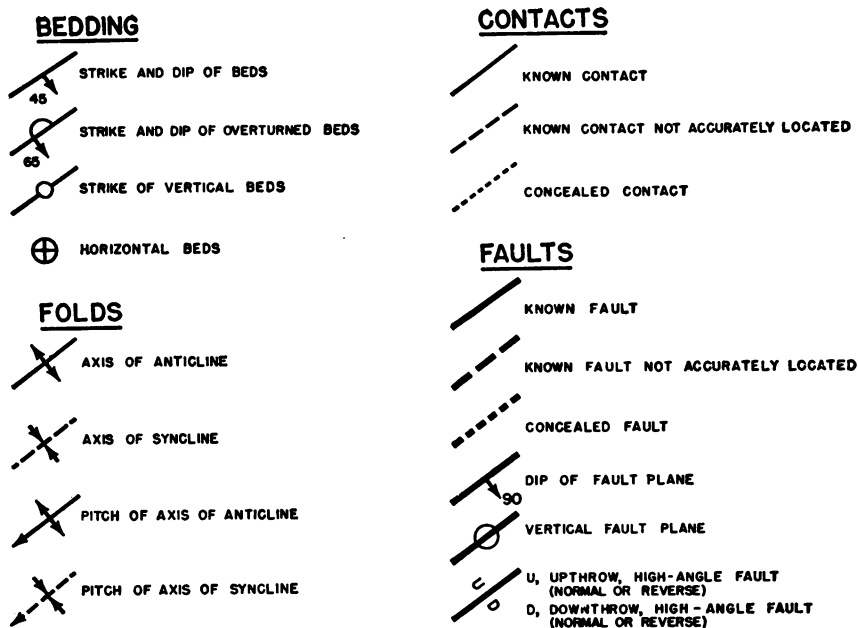 BEDDING
STRIKE AND DIP OF BEDS
45
STRIKE AND DIP OF OVERTURNED BEDS
65
STRIKE OF VERTICAL BEDS
HORIZONTAL BEDS
FOLDS
AXIS OF ANTICLINE
AXIS OF SYNCLINE
PITCH OF AXIS OF ANTICLINE
PITCH OF AXIS OF SYNCLINE
CONTACTS
KNOWN CONTACT
KNOWN CONTACT NOT ACCURATELY LOCATED
CONCEALED CONTACT
FAULTS
KNOWN FAULT
KNOWN FAULT NOT ACCURATELY LOCATED
CONCEALED FAULT
DIP OF FAULT PLANE
90
VERTICAL FAULT PLANE
U
D
U, UPTHROW, HIGH-ANGLE FAULT
(NORMAL OR REVERSE)
D, DOWNTHROW, HIGH-ANGLE FAULT
(NORMAL OR REVERSE)